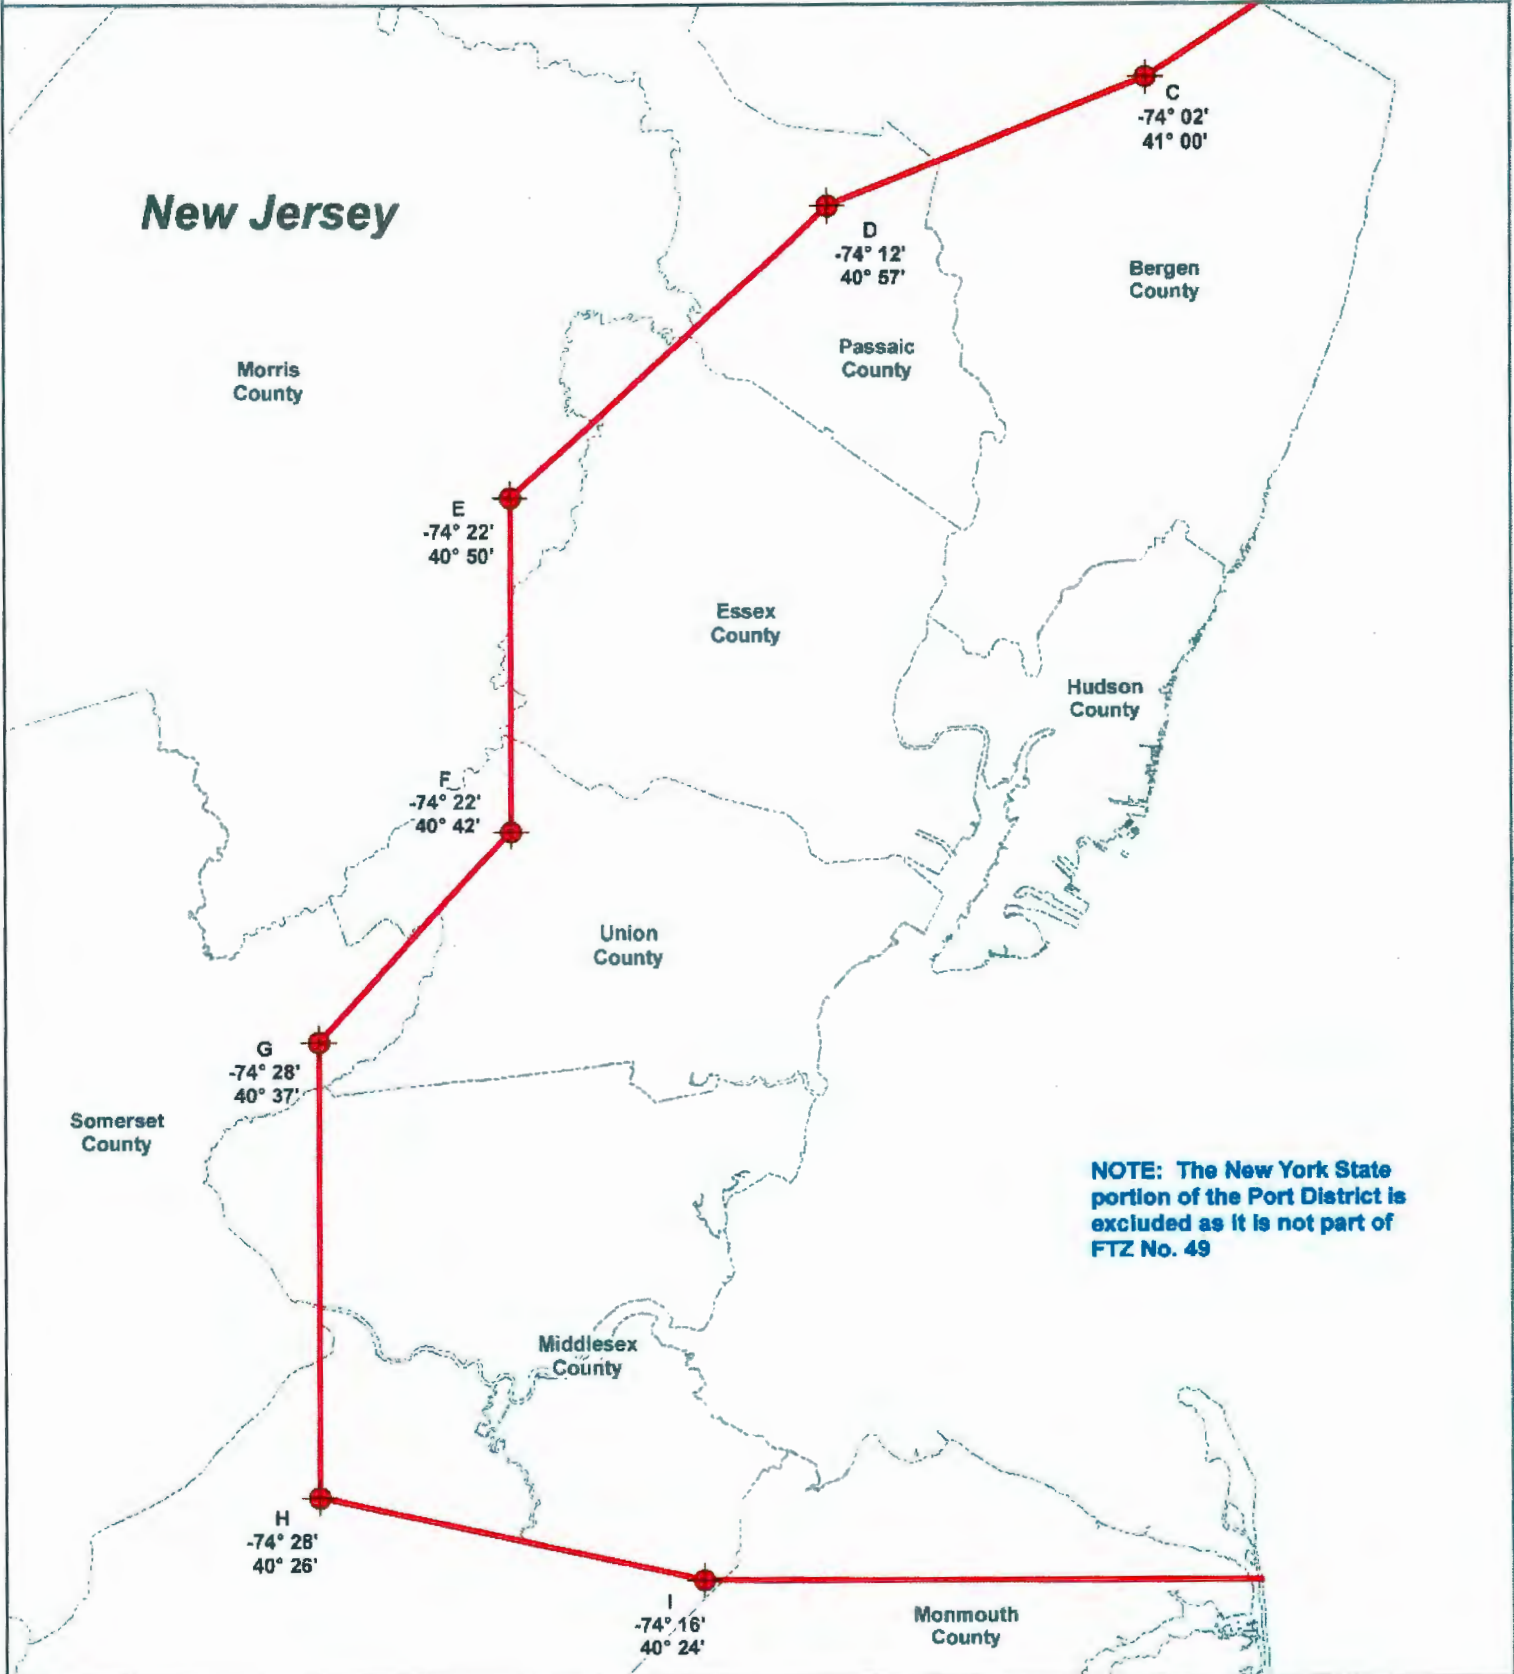 C
-74° 02'
41° 00'
New Jersey
D
-74° 12'
40° 57'
Bergen
County
Passaic
County
Morris
County
E
-74° 22'
40° 50'
Essex
County
Hudson
County
F
-74° 22'
40° 42'
Union
County
G
-74° 28'
40° 37'
Somerset
County
NOTE: The New York State
portion of the Port District is
excluded as it is not part of
FTZ No. 49
Middlesex
County
H
-74° 28'
40° 26'
I
-74° 16'
40° 24'
Monmouth
County